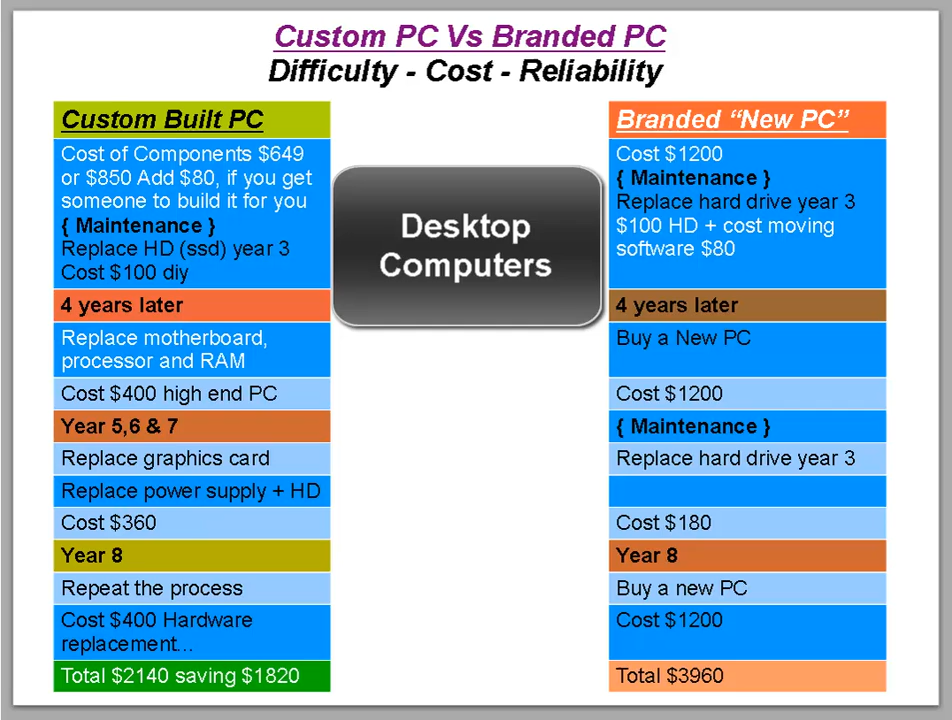 Custom PC Vs Branded PC
Difficulty - Cost - Reliability
Custom Built PC
Cost of Components $649
or $850 Add $80, if you get
someone to build it for you
{ Maintenance }
Replace HD (ssd) year 3
Cost $100 diy
4 years later
Replace motherboard,
processor and RAM
Cost $400 high end PC
Year 5,6 & 7
Replace graphics card
Replace power supply + HD
Cost $360
Year 8
Repeat the process
Cost $400 Hardware
replacement...
Total $2140 saving $1820
Desktop
Computers
Branded “New PC”
Cost $1200
{ Maintenance }
Replace hard drive year 3
$100 HD + cost moving
software $80
4 years later
Buy a New PC
Cost $1200
{ Maintenance }
Replace hard drive year 3
Cost $180
Year 8
Buy a new PC
Cost $1200
Total $3960